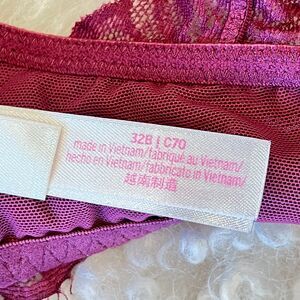 32B | C70
made in Vietnam/fabriqué au Vietnam/
hecho en Vietnam/fabbricato in Vietnam/
越南制造